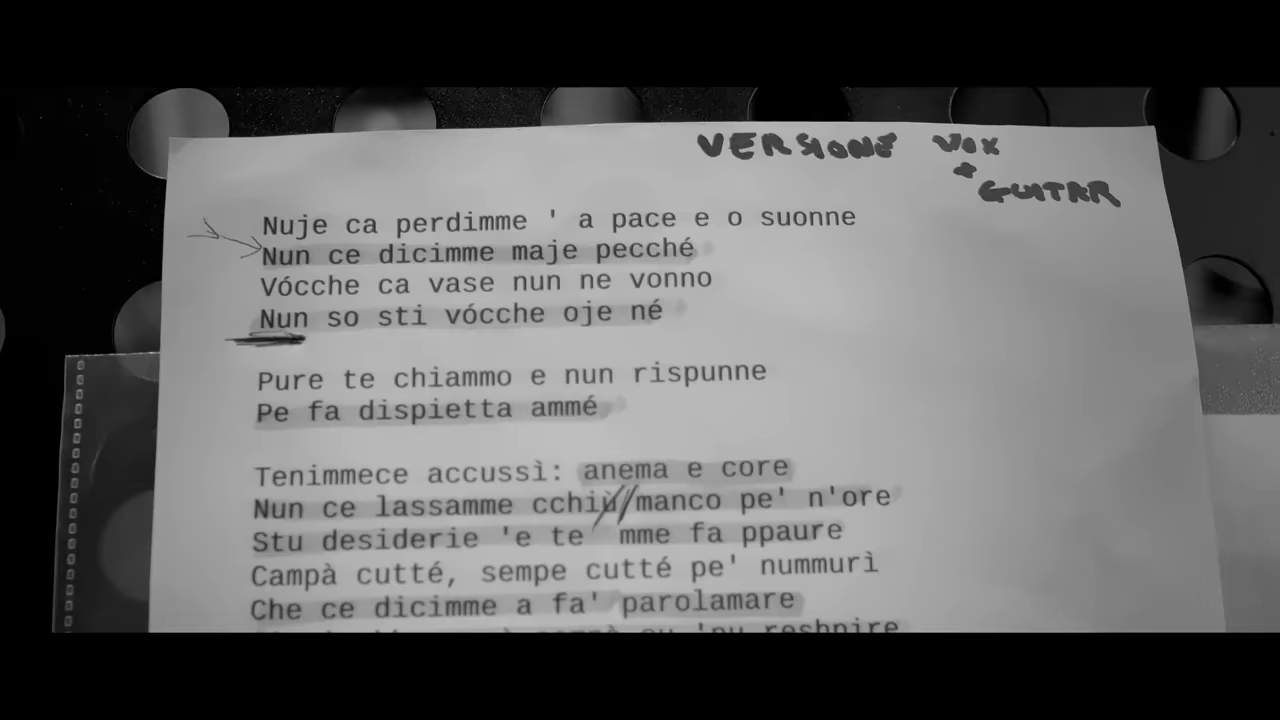 VERSIONE VOX
+
GUITAR
Nuje ca perdimme ' a pace e o suonne
Nun ce dicimme maje pecché
Vócche ca vase nun ne vonno
Nun so sti vócche oje né
Pure te chiammo e nun rispunne
Pe fa dispietta ammé
Tenimmece accussì: anema e core
Nun ce lassamme cchiù//manco pe' n'ore
Stu desiderie 'e te mme fa ppaure
Campà cutté, sempe cutté pe' nummurì
Che ce dicimme a fa' parolamare